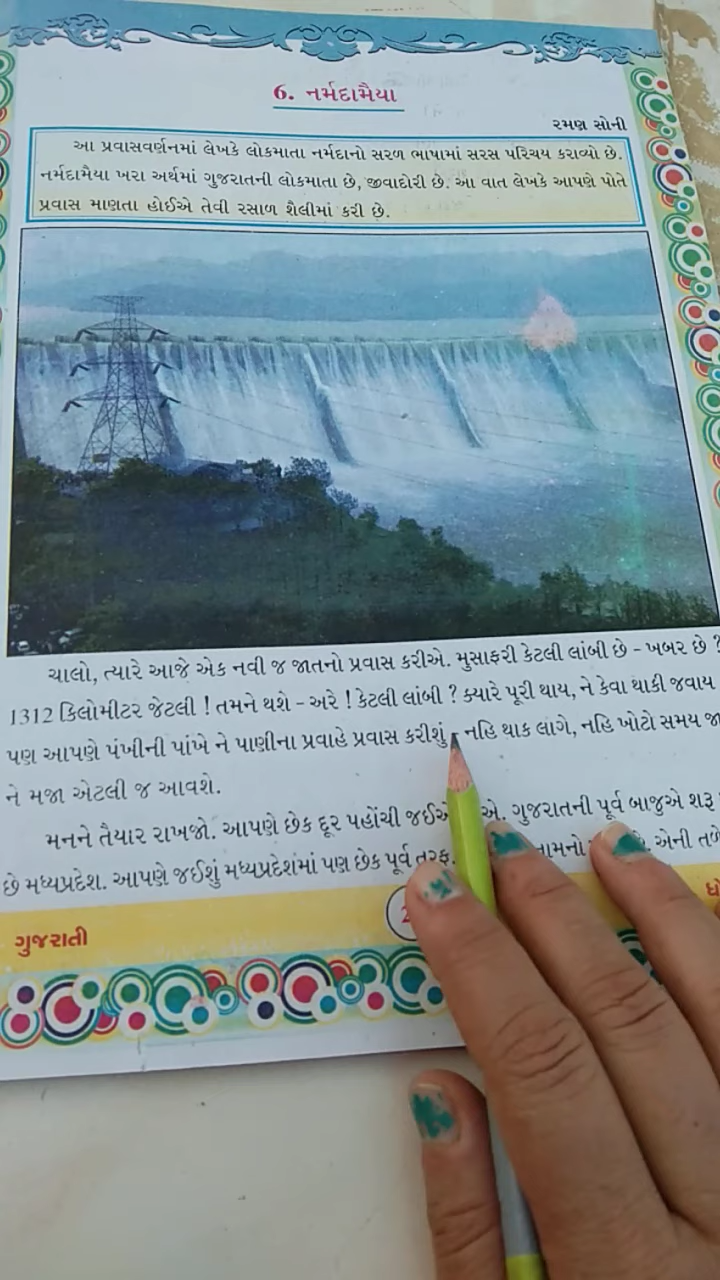 6. નર્મદામૈયા
રમણ સોની
આ પ્રવાસવર્ણનમાં લેખકે લોકમાતા નર્મદાનો સરળ ભાષામાં સરસ પરિચય કરાવ્યો છે.
નર્મદામૈયા ખરા અર્થમાં ગુજરાતની લોકમાતા છે, જીવાદોરી છે. આ વાત લેખકે આપણે પોતે
પ્રવાસ માણતા હોઈએ તેવી રસાળ શૈલીમાં કરી છે.
ચાલો, ત્યારે આજે એક નવી જ જાતનો પ્રવાસ કરીએ. મુસાફરી કેટલી લાંબી છે - ખબર છે ?
1312 કિલોમીટર જેટલી ! તમને થશે - અરે ! કેટલી લાંબી ? ક્યારે પૂરી થાય, ને કેવા થાકી જવાય
પણ આપણે પંખીની પાંખે ને પાણીના પ્રવાહે પ્રવાસ કરીશું - નહિ થાક લાગે, નહિ ખોટો સમય
ને મજા એટલી જ આવશે.
મનને તૈયાર રાખજો. આપણે છેક દૂર પહોંચી ગુજરાતની પૂર્વ બાજુએ શરૂ
છે મધ્યપ્રદેશ. આપણે જઈશું મધ્યપ્રદેશમાં પણ છેક પૂર્વ તરફ. એની
ગુજરાતી